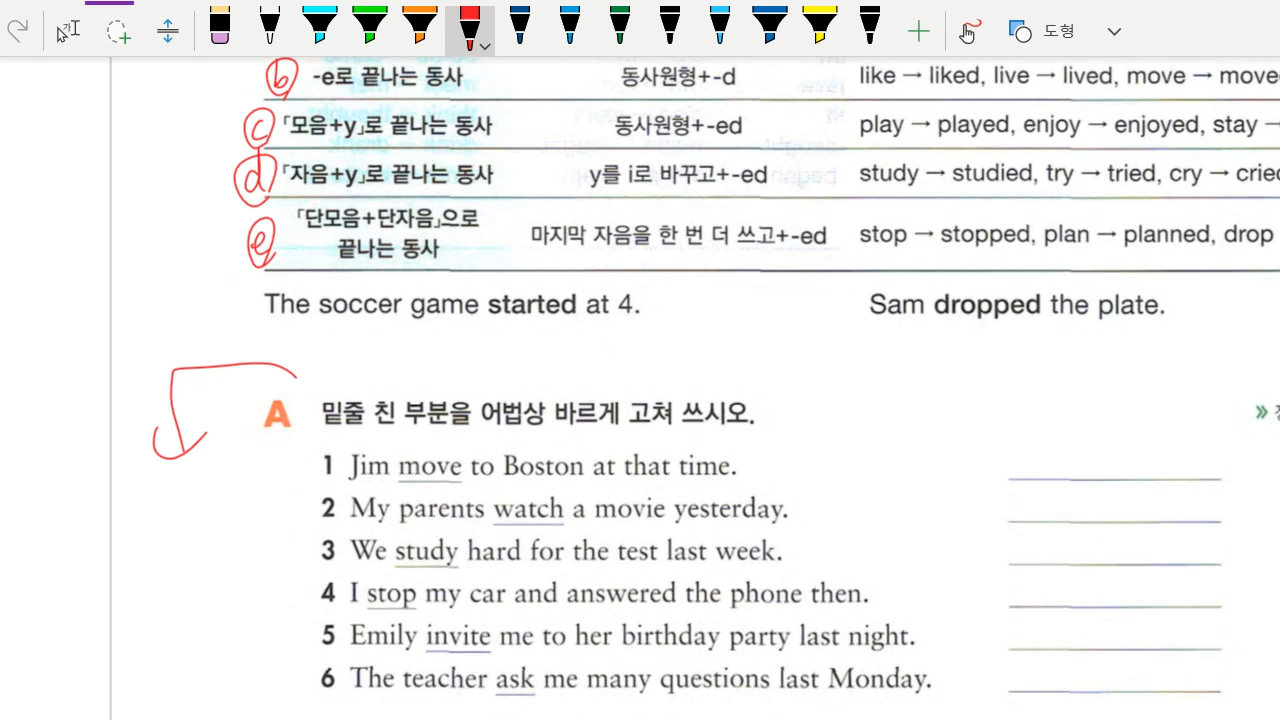 도형
b -e로 끝나는 동사 동사원형+-d like → liked, live → lived, move → move
c 「모음+y」로 끝나는 동사 동사원형+-ed play → played, enjoy → enjoyed, stay →
d 「자음+y」로 끝나는 동사 y를 i로 바꾸고+-ed study → studied, try → tried, cry → crie
e 「단모음+단자음」으로
끝나는 동사 마지막 자음을 한 번 더 쓰고+-ed stop → stopped, plan → planned, drop
The soccer game started at 4. Sam dropped the plate.
A 밑줄 친 부분을 어법상 바르게 고쳐 쓰시오. »
1 Jim move to Boston at that time.
2 My parents watch a movie yesterday.
3 We study hard for the test last week.
4 I stop my car and answered the phone then.
5 Emily invite me to her birthday party last night.
6 The teacher ask me many questions last Monday.